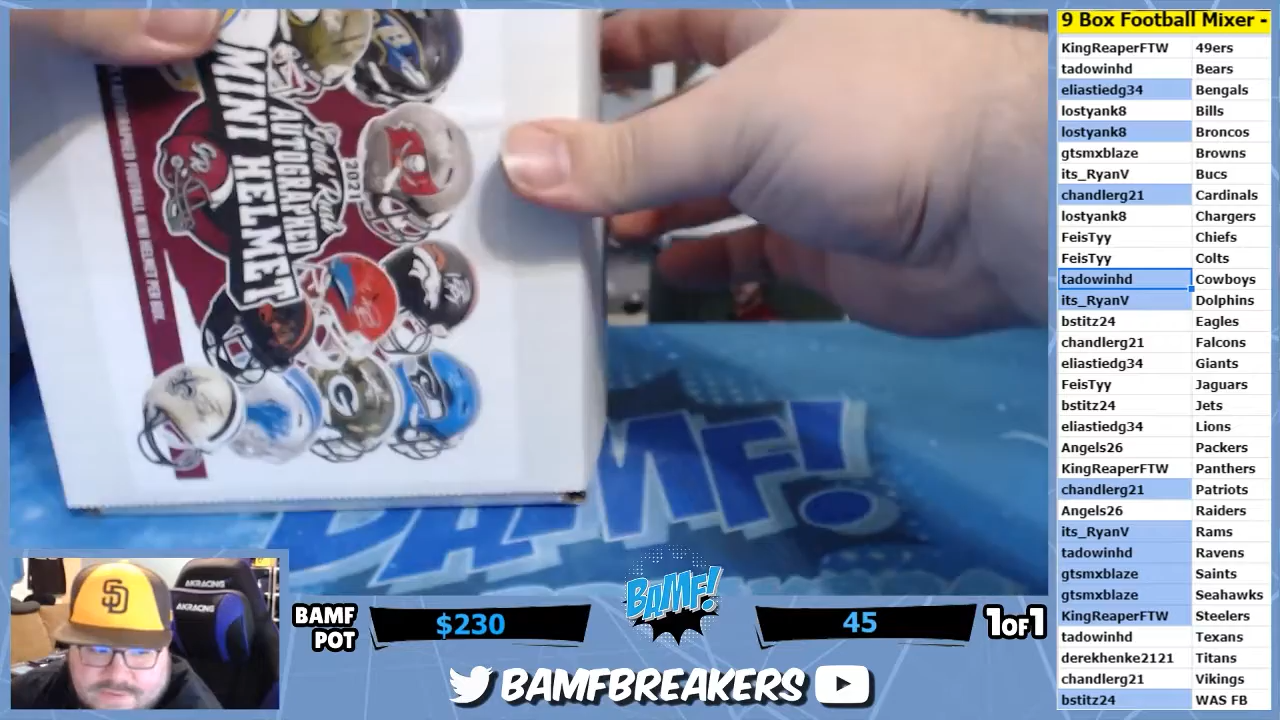 2021
Gold Rush
AUTOGRAPHED
MINI HELMET
GR
G
BAMF!
SD
AKRACING
AKRACING
BAMF POT
$230
BAMF!
45
1OF1
BAMFBREAKERS
9 Box Football Mixer -
KingReaperFTW 49ers
tadowinhd Bears
eliastiedg34 Bengals
lostyank8 Bills
lostyank8 Broncos
gtsmxblaze Browns
its_RyanV Bucs
chandlerg21 Cardinals
lostyank8 Chargers
FeisTyy Chiefs
FeisTyy Colts
tadowinhd Cowboys
its_RyanV Dolphins
bstitz24 Eagles
chandlerg21 Falcons
eliastiedg34 Giants
FeisTyy Jaguars
bstitz24 Jets
eliastiedg34 Lions
Angels26 Packers
KingReaperFTW Panthers
chandlerg21 Patriots
Angels26 Raiders
its_RyanV Rams
tadowinhd Ravens
gtsmxblaze Saints
gtsmxblaze Seahawks
KingReaperFTW Steelers
tadowinhd Texans
derekhenke2121 Titans
chandlerg21 Vikings
bstitz24 WAS FB